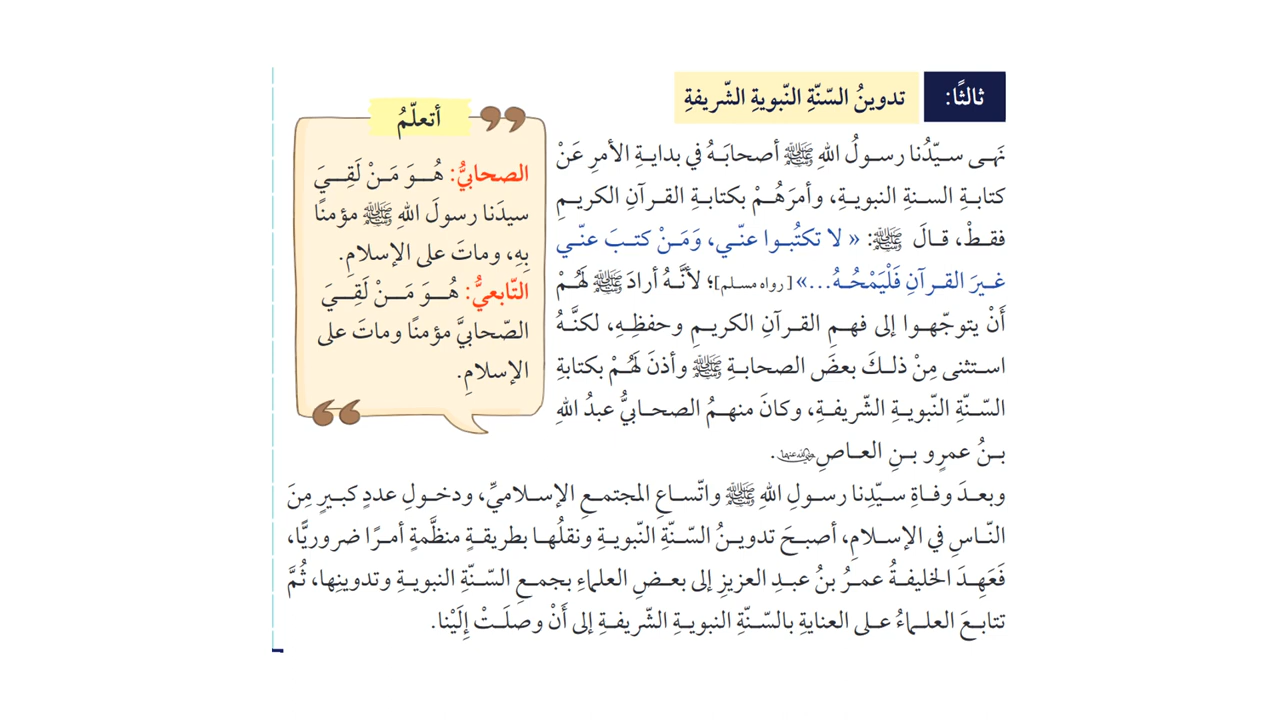 ثالثًا: تدوينُ السّنّةِ النّبويةِ الشّريفةِ
نَهى سيّدُنا رسولُ اللهِ ﷺ أصحابَهُ في بدايةِ الأمرِ عَنْ
كتابةِ السنةِ النبويةِ، وأمرَهُمْ بكتابةِ القرآنِ الكريمِ
فقطْ، قالَ ﷺ: « لا تكتُبوا عنّي، وَمَنْ كتبَ عنّي
غيرَ القرآنِ فَلْيَمْحُهُ...» [رواه مسلم]؛ لأنَّهُ أرادَ ﷺ لَهُمْ
أَنْ يتوجّهوا إلى فهمِ القرآنِ الكريمِ وحفظِهِ، لكنَّهُ
استثنى مِنْ ذلكَ بعضَ الصحابةِ ﷺ وأذنَ لَهُمْ بكتابةِ
السّنّةِ النّبويةِ الشّريفةِ، وكانَ منهمُ الصحابيُّ عبدُ اللهِ
بنُ عمرٍو بنِ العاصِ رضي الله عنهما.
أتعلّمُ
الصحابيُّ: هُوَ مَنْ لَقِيَ
سيدَنا رسولَ اللهِ ﷺ مؤمنًا
بِهِ، وماتَ على الإسلامِ.
التّابعيُّ: هُوَ مَنْ لَقِيَ
الصّحابيَّ مؤمنًا وماتَ على
الإسلامِ.
وبعدَ وفاةِ سيّدِنا رسولِ اللهِ ﷺ واتّساعِ المجتمعِ الإسلاميِّ، ودخولِ عددٍ كبيرٍ مِنَ
النّاسِ في الإسلامِ، أصبحَ تدوينُ السّنّةِ النّبويةِ ونقلُها بطريقةٍ منظَّمةٍ أمرًا ضروريًّا،
فَعَهِدَ الخليفةُ عمرُ بنُ عبدِ العزيزِ إلى بعضِ العلماءِ بجمعِ السّنّةِ النبويةِ وتدوينِها، ثُمَّ
تتابعَ العلماءُ على العنايةِ بالسّنّةِ النبويةِ الشّريفةِ إلى أَنْ وصلَتْ إِلَيْنا.